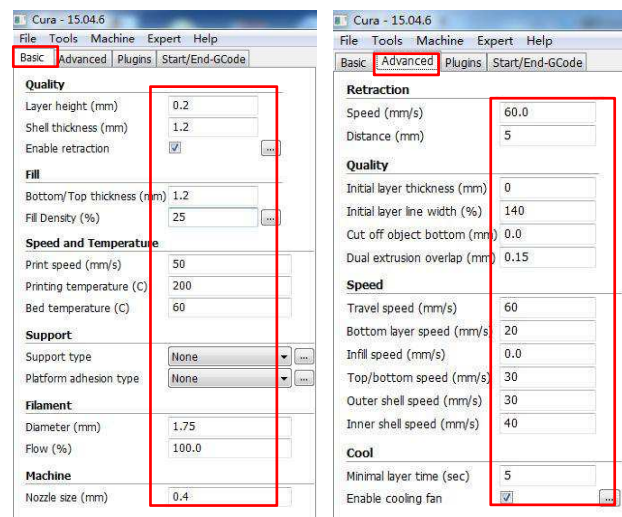 Cura - 15.04.6
File Tools Machine Expert Help
Basic Advanced Plugins Start/End-GCode
Quality
Layer height (mm) 0.2
Shell thickness (mm) 1.2
Enable retraction ...
Fill
Bottom/Top thickness (mm) 1.2
Fill Density (%) 25 ...
Speed and Temperature
Print speed (mm/s) 50
Printing temperature (C) 200
Bed temperature (C) 60
Support
Support type None ...
Platform adhesion type None ...
Filament
Diameter (mm) 1.75
Flow (%) 100.0
Machine
Nozzle size (mm) 0.4
Cura - 15.04.6
File Tools Machine Expert Help
Basic Advanced Plugins Start/End-GCode
Retraction
Speed (mm/s) 60.0
Distance (mm) 5
Quality
Initial layer thickness (mm) 0
Initial layer line width (%) 140
Cut off object bottom (mm) 0.0
Dual extrusion overlap (mm) 0.15
Speed
Travel speed (mm/s) 60
Bottom layer speed (mm/s) 20
Infill speed (mm/s) 0.0
Top/bottom speed (mm/s) 30
Outer shell speed (mm/s) 30
Inner shell speed (mm/s) 40
Cool
Minimal layer time (sec) 5
Enable cooling fan ...